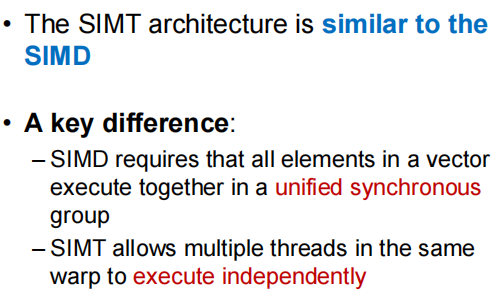 • The SIMT architecture is similar to the
SIMD
• A key difference:
– SIMD requires that all elements in a vector
execute together in a unified synchronous
group
– SIMT allows multiple threads in the same
warp to execute independently